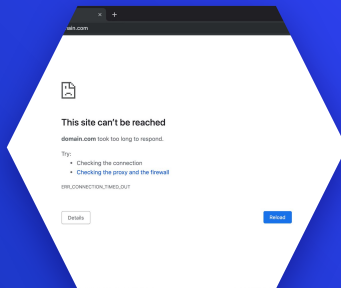 × +
ain.com
This site can't be reached
domain.com took too long to respond.
Try:
• Checking the connection
• Checking the proxy and the firewall
ERR_CONNECTION_TIMED_OUT
Details
Reload